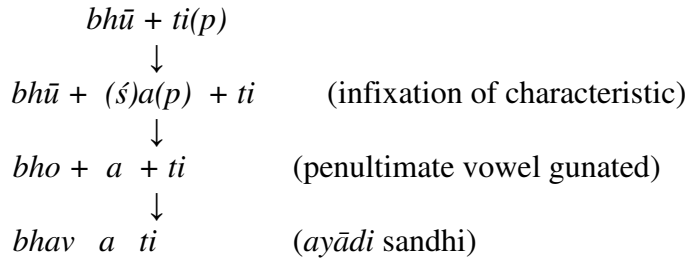 bhū + ti(p)
↓
bhū + (ś)a(p) + ti (infixation of characteristic)
↓
bho + a + ti (penultimate vowel gunated)
↓
bhav a ti (ayādi sandhi)